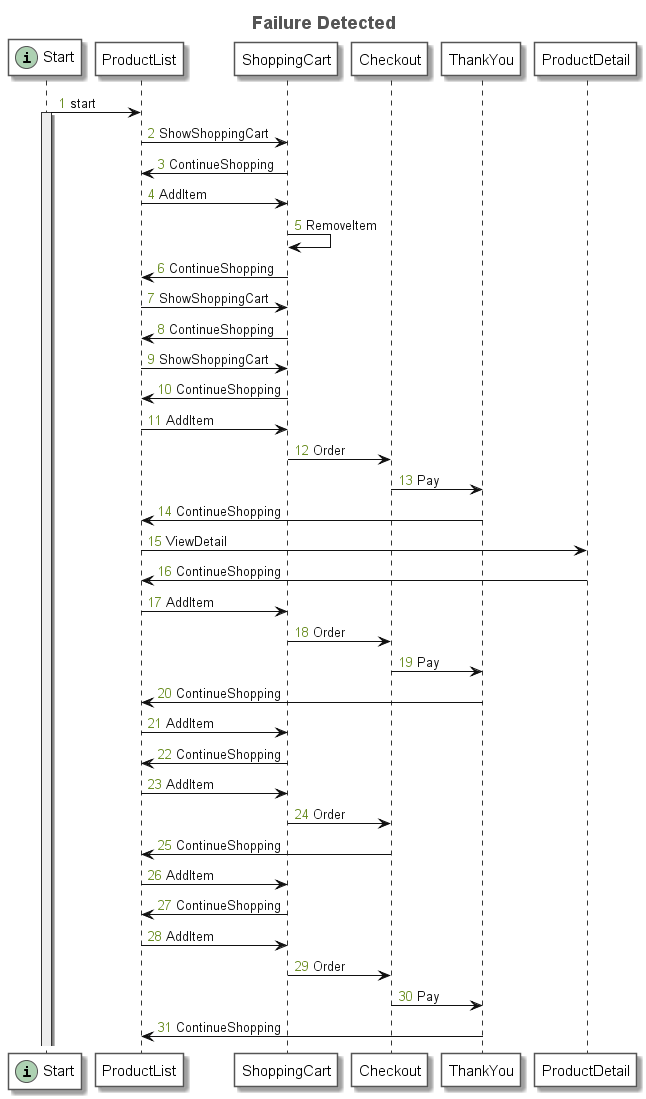 Failure Detected
i Start ProductList ShoppingCart Checkout ThankYou ProductDetail
1 start
2 ShowShoppingCart
3 ContinueShopping
4 AddItem
5 RemoveItem
6 ContinueShopping
7 ShowShoppingCart
8 ContinueShopping
9 ShowShoppingCart
10 ContinueShopping
11 AddItem
12 Order
13 Pay
14 ContinueShopping
15 ViewDetail
16 ContinueShopping
17 AddItem
18 Order
19 Pay
20 ContinueShopping
21 AddItem
22 ContinueShopping
23 AddItem
24 Order
25 ContinueShopping
26 AddItem
27 ContinueShopping
28 AddItem
29 Order
30 Pay
31 ContinueShopping
i Start ProductList ShoppingCart Checkout ThankYou ProductDetail